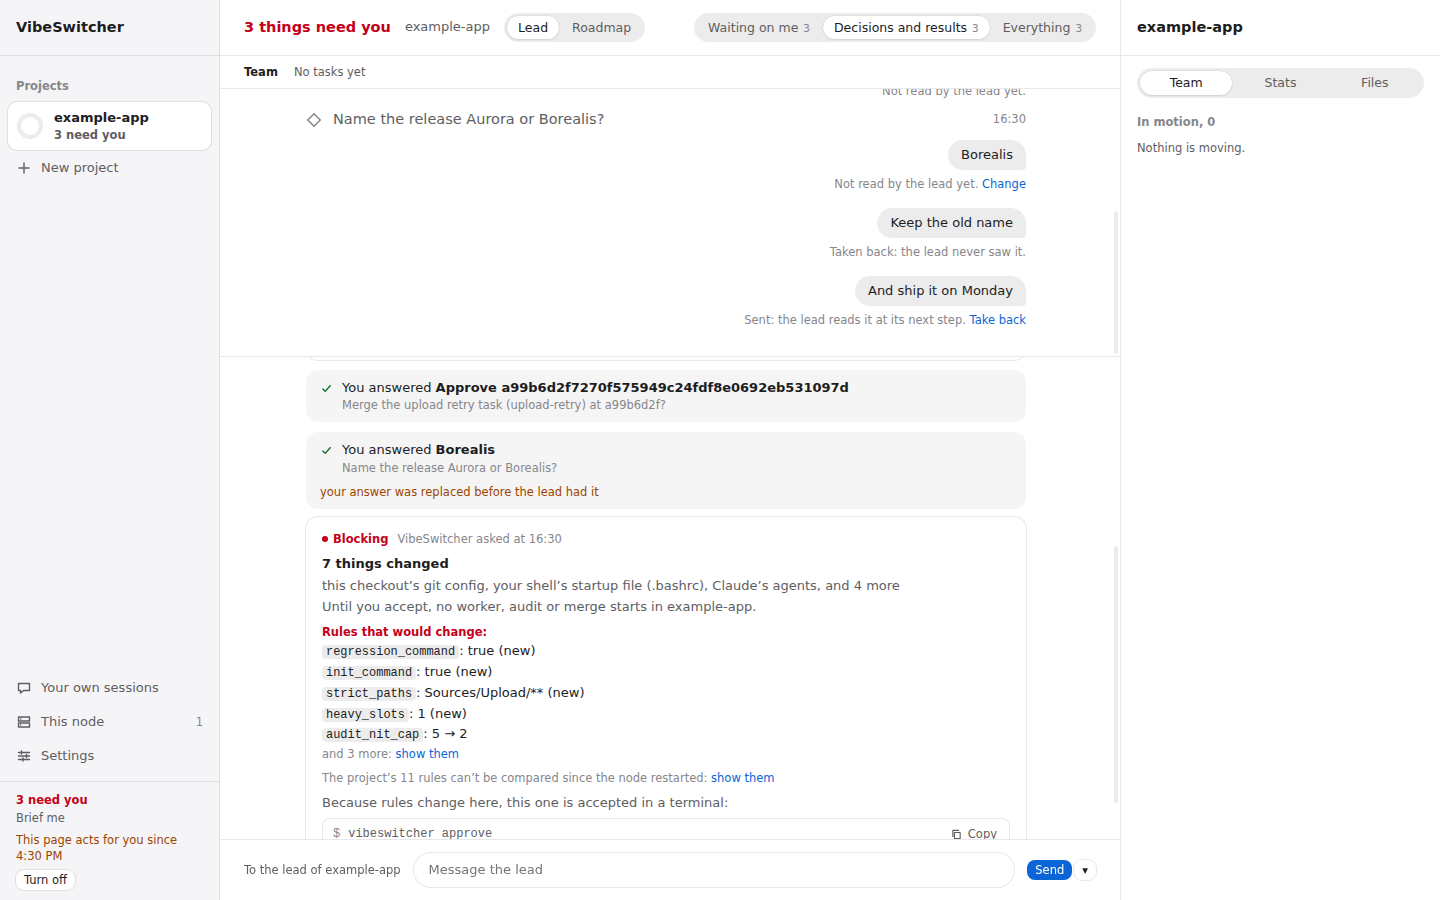 VibeSwitcher
Projects
example-app
3 need you
New project
Your own sessions
This node 1
Settings
3 need you
Brief me
This page acts for you since
4:30 PM
Turn off
3 things need you example-app Lead Roadmap Waiting on me 3 Decisions and results 3 Everything 3
Team No tasks yet
Not read by the lead yet.
Name the release Aurora or Borealis? 16:30
Borealis
Not read by the lead yet. Change
Keep the old name
Taken back: the lead never saw it.
And ship it on Monday
Sent: the lead reads it at its next step. Take back
You answered Approve a99b6d2f7270f575949c24fdf8e0692eb531097d
Merge the upload retry task (upload-retry) at a99b6d2f?
You answered Borealis
Name the release Aurora or Borealis?
your answer was replaced before the lead had it
Blocking VibeSwitcher asked at 16:30
7 things changed
this checkout’s git config, your shell’s startup file (.bashrc), Claude’s agents, and 4 more
Until you accept, no worker, audit or merge starts in example-app.
Rules that would change:
regression_command: true (new)
init_command: true (new)
strict_paths: Sources/Upload/** (new)
heavy_slots: 1 (new)
audit_nit_cap: 5 → 2
and 3 more: show them
The project’s 11 rules can’t be compared since the node restarted: show them
Because rules change here, this one is accepted in a terminal:
$ vibeswitcher approve Copy
To the lead of example-app Message the lead Send ▾
example-app
Team Stats Files
In motion, 0
Nothing is moving.